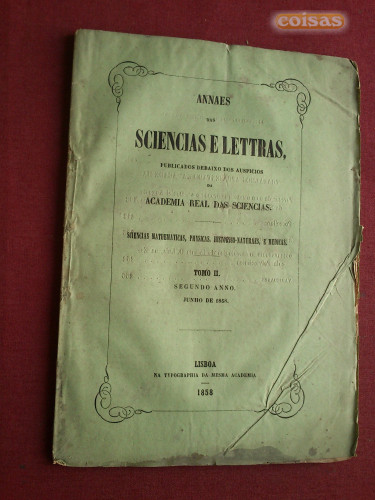 coisas
ANNAES
DAS
SCIENCIAS E LETTRAS,
PUBLICADOS DEBAIXO DOS AUSPICIOS
DA
ACADEMIA REAL DAS SCIENCIAS.
SCIENCIAS MATHEMATICAS, PHYSICAS, HISTORICO-NATURAES, E MEDICAS.
TOMO II.
SEGUNDO ANNO.
JUNHO DE 1858.
LISBOA
NA TYPOGRAPHIA DA MESMA ACADEMIA
1858